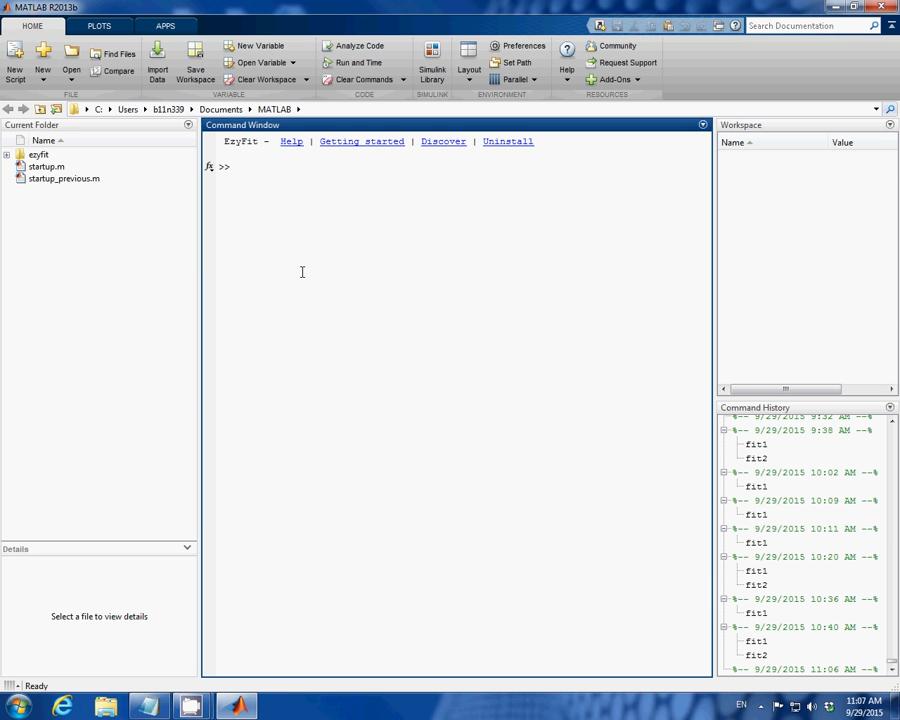 MATLAB R2013b
HOME PLOTS APPS
Search Documentation
New Script
New
Open
Find Files
Compare
Import Data
Save Workspace
New Variable
Open Variable
Clear Workspace
Analyze Code
Run and Time
Clear Commands
Simulink Library
Layout
Preferences
Set Path
Parallel
Help
Community
Request Support
Add-Ons
FILE VARIABLE CODE SIMULINK ENVIRONMENT RESOURCES
C: Users b11n339 Documents MATLAB
Current Folder
Name
ezyfit
startup.m
startup_previous.m
Details
Select a file to view details
Command Window
EzyFit - Help | Getting started | Discover | Uninstall
fx >>
Workspace
Name Value
Command History
%-- 9/29/2015 9:32 AM --%
%-- 9/29/2015 9:38 AM --%
fit1
fit2
%-- 9/29/2015 10:02 AM --%
fit1
%-- 9/29/2015 10:09 AM --%
fit1
%-- 9/29/2015 10:11 AM --%
fit1
%-- 9/29/2015 10:20 AM --%
fit1
fit2
%-- 9/29/2015 10:36 AM --%
fit1
%-- 9/29/2015 10:40 AM --%
fit1
fit2
%-- 9/29/2015 11:06 AM --%
Ready
EN
11:07 AM
9/29/2015